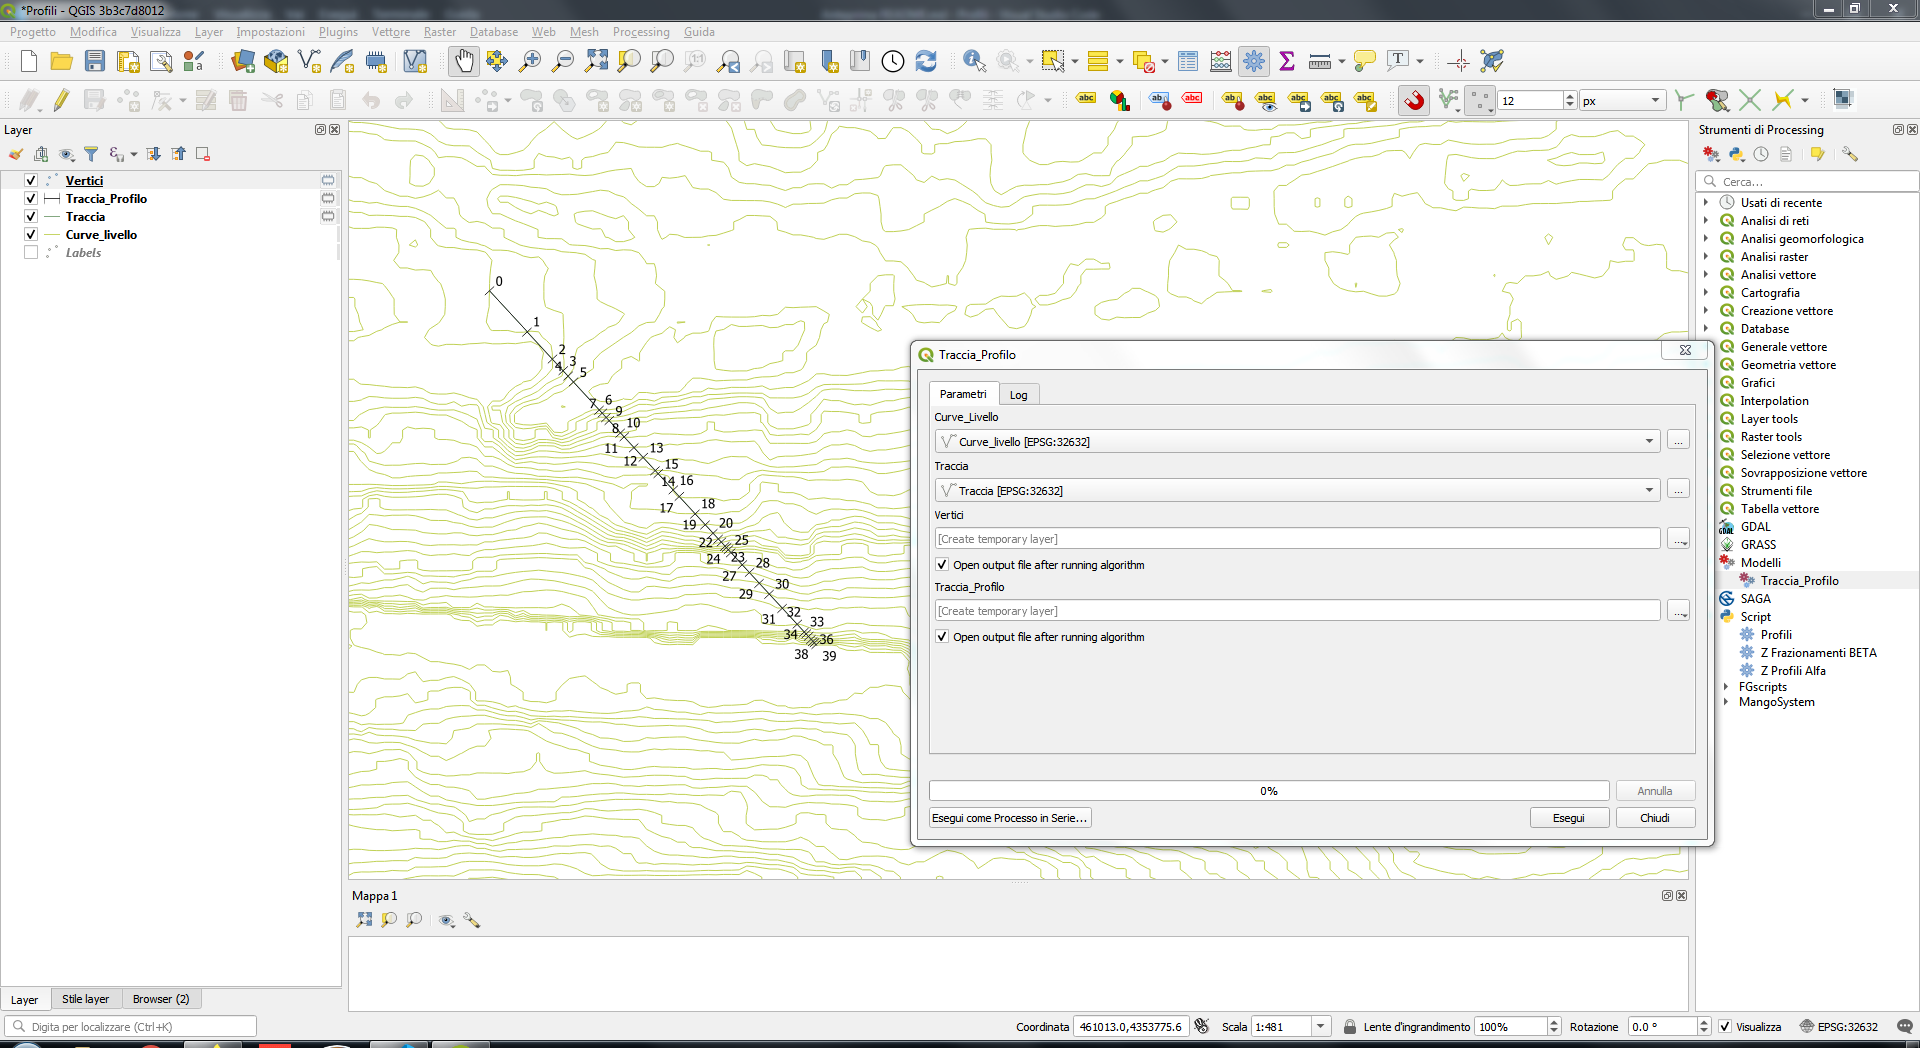 *Profili - QGIS 3b3c7d8012
Progetto Modifica Visualizza Layer Impostazioni Plugins Vettore Raster Database Web Mesh Processing Guida
12 px
Layer
Vertici
Traccia_Profilo
Traccia
Curve_livello
Labels
0
1
2
3
4
5
6
7
9
8
10
11
13
12
15
14
16
17
18
19
20
22
25
24
23
28
27
30
29
32
31
33
34
36
38
39
Traccia_Profilo
Parametri Log
Curve_Livello
Curve_livello [EPSG:32632]
...
Traccia
Traccia [EPSG:32632]
...
Vertici
[Create temporary layer]
...
Open output file after running algorithm
Traccia_Profilo
[Create temporary layer]
...
Open output file after running algorithm
0%
Annulla
Esegui come Processo in Serie...
Esegui
Chiudi
Strumenti di Processing
Cerca...
Usati di recente
Analisi di reti
Analisi geomorfologica
Analisi raster
Analisi vettore
Cartografia
Creazione vettore
Database
Generale vettore
Geometria vettore
Grafici
Interpolation
Layer tools
Raster tools
Selezione vettore
Sovrapposizione vettore
Strumenti file
Tabella vettore
GDAL
GRASS
Modelli
Traccia_Profilo
SAGA
Script
Profili
Z Frazionamenti BETA
Z Profili Alfa
FGscripts
MangoSystem
Mappa 1
Layer Stile layer Browser (2)
Digita per localizzare (Ctrl+K)
Coordinata 461013.0,4353775.6 Scala 1:481 Lente d'ingrandimento 100% Rotazione 0.0 ° Visualizza EPSG:32632